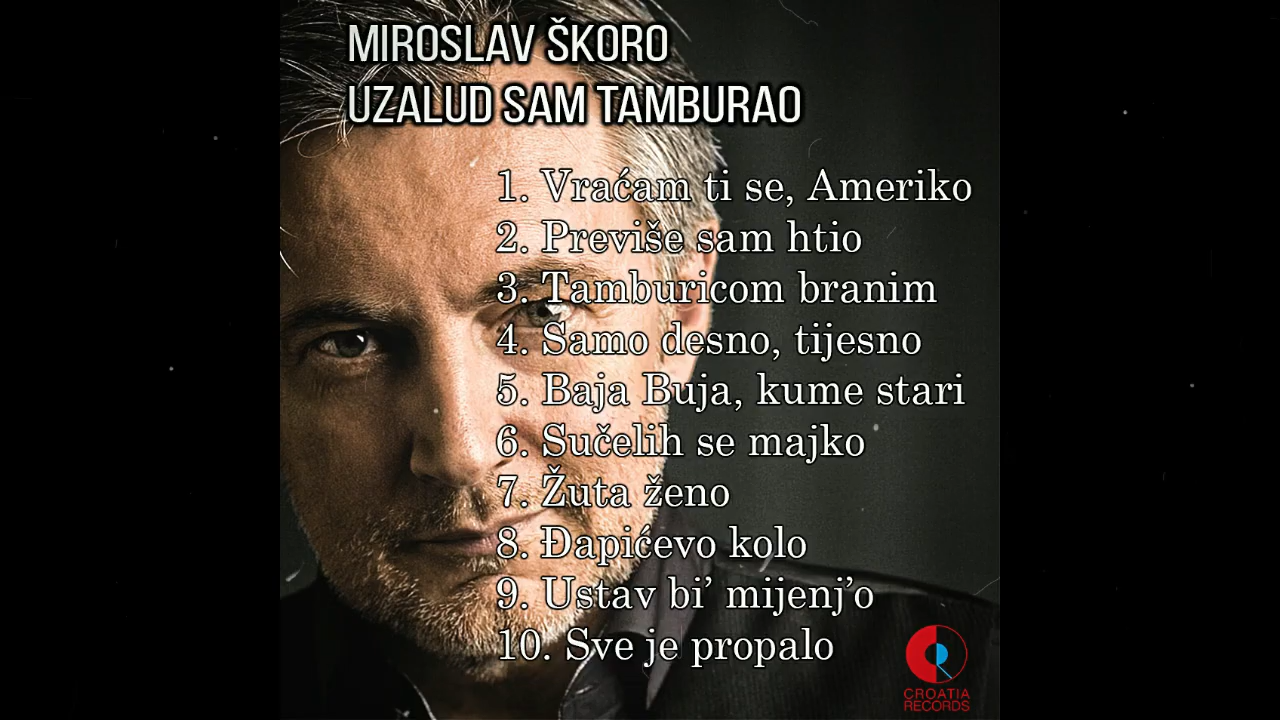 MIROSLAV ŠKORO
UZALUD SAM TAMBURAO
1. Vraćam ti se, Ameriko
2. Previše sam htio
3. Tamburicom branim
4. Samo desno, tijesno
5. Baja Buja, kume stari
6. Sučelih se majko
7. Žuta ženo
8. Đapićevo kolo
9. Ustav bi’ mijenj’o
10. Sve je propalo
CROATIA
RECORDS